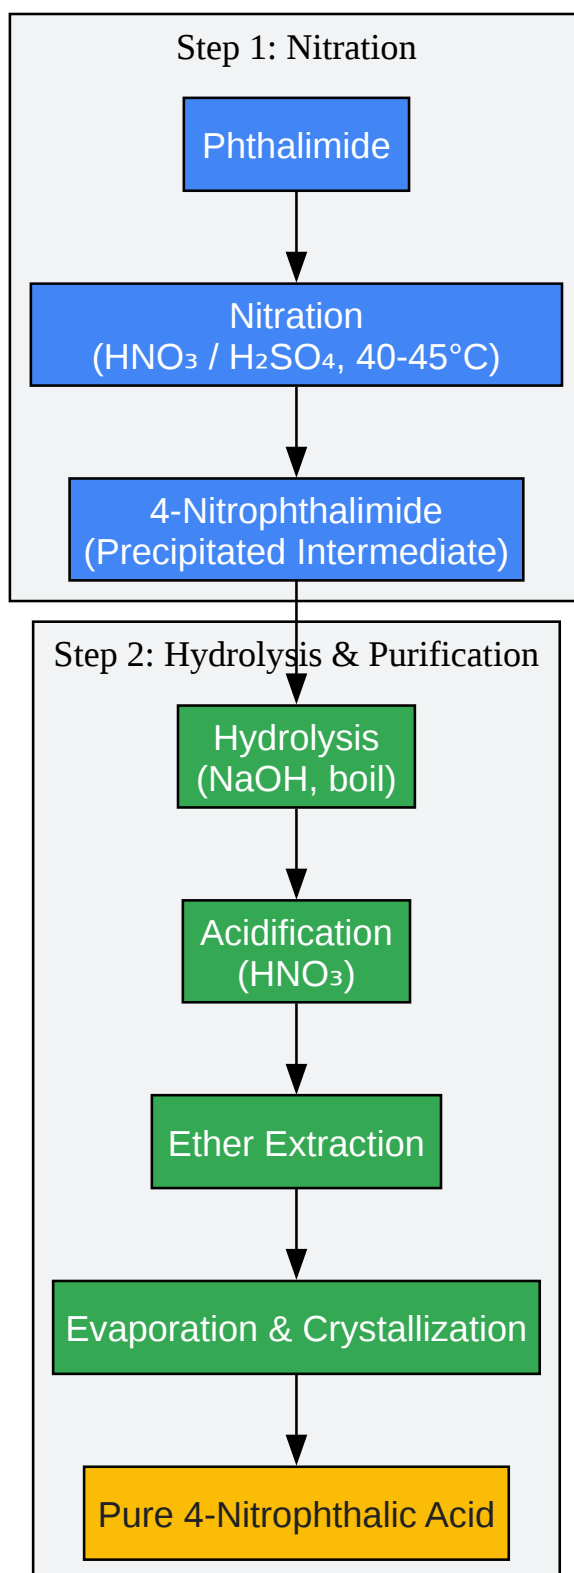 Step 1: Nitration
Phthalimide
Nitration
(HNO₃ / H₂SO₄, 40-45°C)
4-Nitrophthalimide
(Precipitated Intermediate)
Step 2: Hydrolysis & Purification
Hydrolysis
(NaOH, boil)
Acidification
(HNO₃)
Ether Extraction
Evaporation & Crystallization
Pure 4-Nitrophthalic Acid